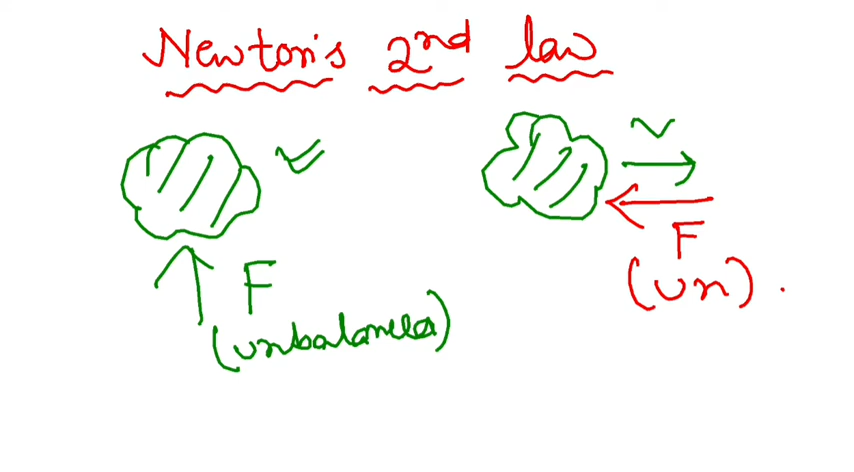 Newton's 2nd law
v
F
F
(unbalanced)
(un).